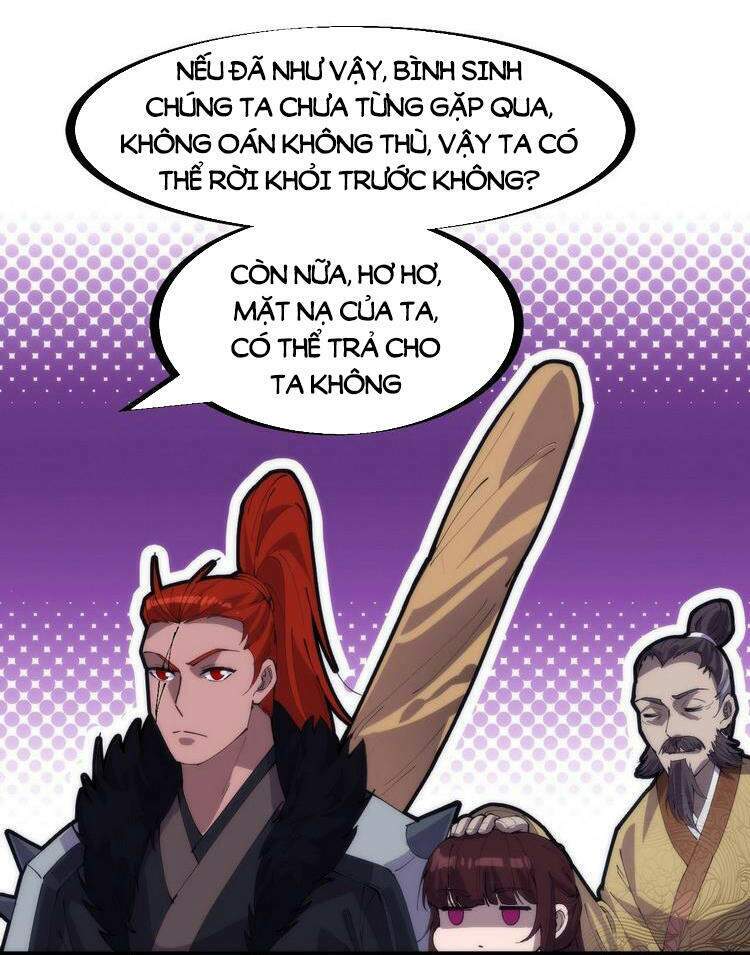 NẾU ĐÃ NHƯ VẬY, BÌNH SINH
CHÚNG TA CHƯA TỪNG GẶP QUA,
KHÔNG OÁN KHÔNG THÙ, VẬY TA CÓ
THỂ RỜI KHỎI TRƯỚC KHÔNG?
CÒN NỮA, HƠ HƠ,
MẶT NẠ CỦA TA,
CÓ THỂ TRẢ CHO
TA KHÔNG